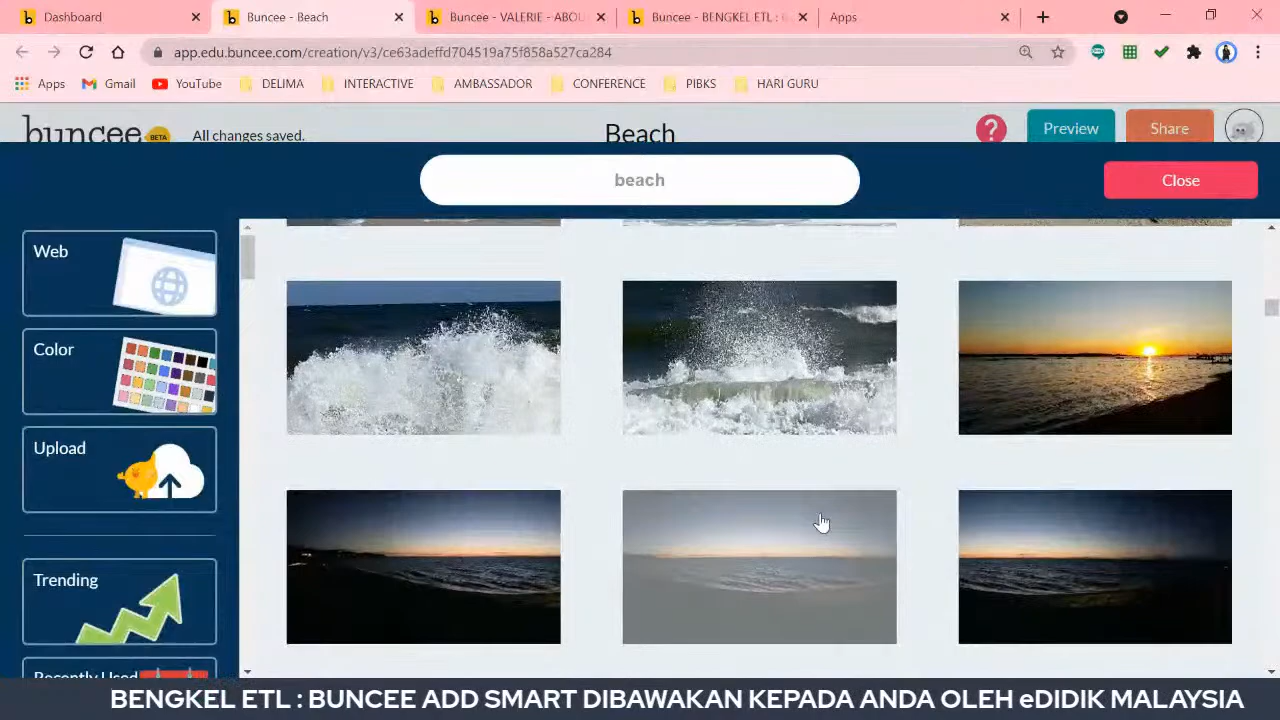 Dashboard
Buncee - Beach
Buncee - VALERIE - ABOU
Buncee - BENGKEL ETL :
Apps
app.edu.buncee.com/creation/v3/ce63adeffd704519a75f858a527ca284
Apps
Gmail
YouTube
DELIMA
INTERACTIVE
AMBASSADOR
CONFERENCE
PIBKS
HARI GURU
buncee
BETA
All changes saved.
Beach
?
Preview
Share
beach
Close
Web
Color
Upload
Trending
Recently Used
BENGKEL ETL : BUNCEE ADD SMART DIBAWAKAN KEPADA ANDA OLEH eDIDIK MALAYSIA